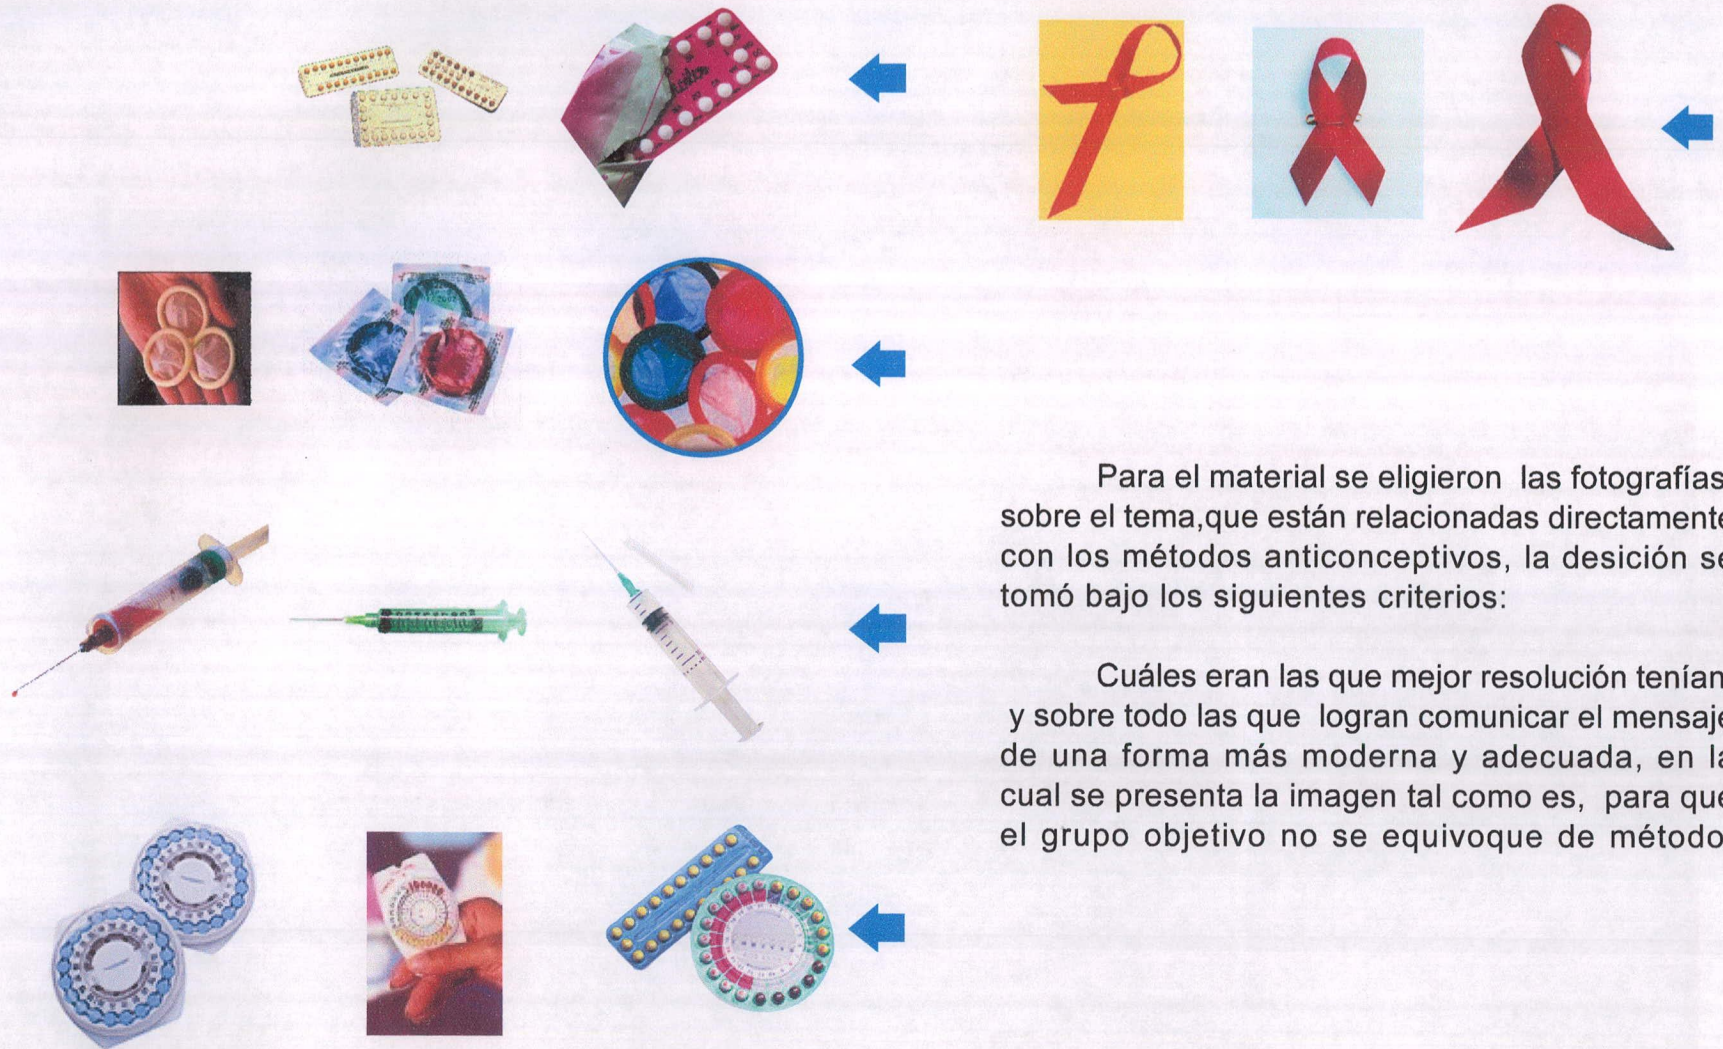 Para el material se eligieron las fotografías
sobre el tema,que están relacionadas directamente
con los métodos anticonceptivos, la desición se
tomó bajo los siguientes criterios:
Cuáles eran las que mejor resolución tenían
y sobre todo las que logran comunicar el mensaje
de una forma más moderna y adecuada, en la
cual se presenta la imagen tal como es, para que
el grupo objetivo no se equivoque de método.